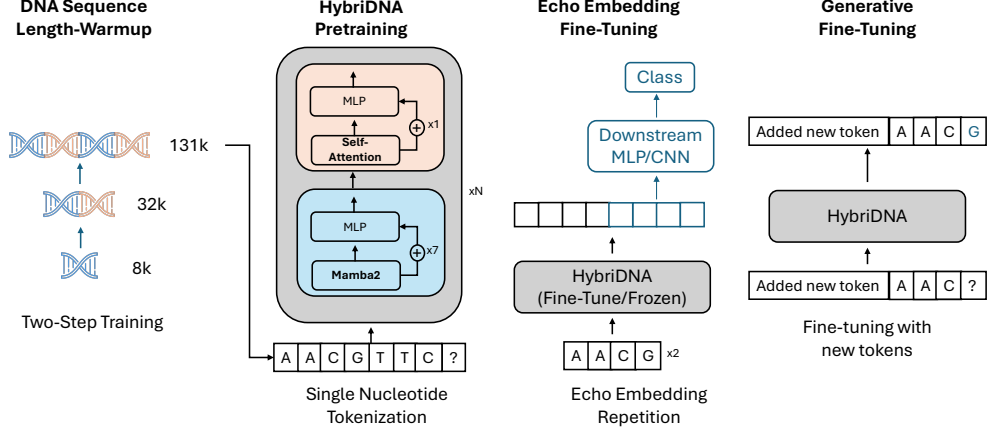 DNA Sequence
Length-Warmup
131k
32k
8k
Two-Step Training
HybriDNA
Pretraining
MLP
x1
Self-
Attention
xN
MLP
x7
Mamba2
A A C G T T C ?
Single Nucleotide
Tokenization
Echo Embedding
Fine-Tuning
Class
Downstream
MLP/CNN
HybriDNA
(Fine-Tune/Frozen)
A A C G x2
Echo Embedding
Repetition
Generative
Fine-Tuning
Added new token A A C G
HybriDNA
Added new token A A C ?
Fine-tuning with
new tokens